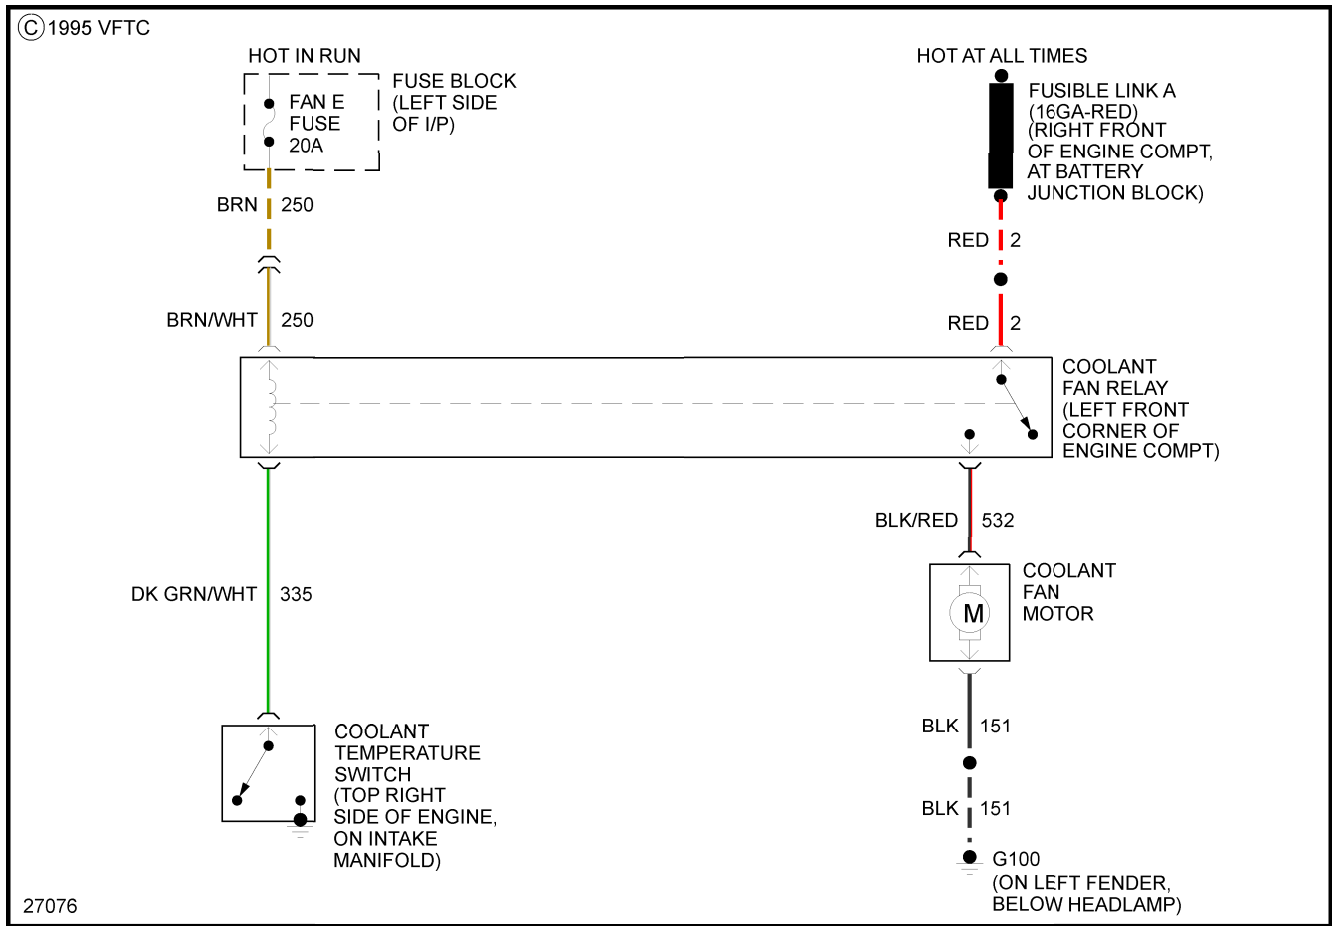 © 1995 VFTC
HOT IN RUN
FAN E
FUSE
20A
FUSE BLOCK
(LEFT SIDE
OF I/P)
HOT AT ALL TIMES
FUSIBLE LINK A
(16GA-RED)
(RIGHT FRONT
OF ENGINE COMPT,
AT BATTERY
JUNCTION BLOCK)
BRN 250
RED 2
BRN/WHT 250
RED 2
COOLANT
FAN RELAY
(LEFT FRONT
CORNER OF
ENGINE COMPT)
BLK/RED 532
DK GRN/WHT 335
COOLANT
FAN
MOTOR
M
BLK 151
COOLANT
TEMPERATURE
SWITCH
(TOP RIGHT
SIDE OF ENGINE,
ON INTAKE
MANIFOLD)
BLK 151
G100
(ON LEFT FENDER,
BELOW HEADLAMP)
27076